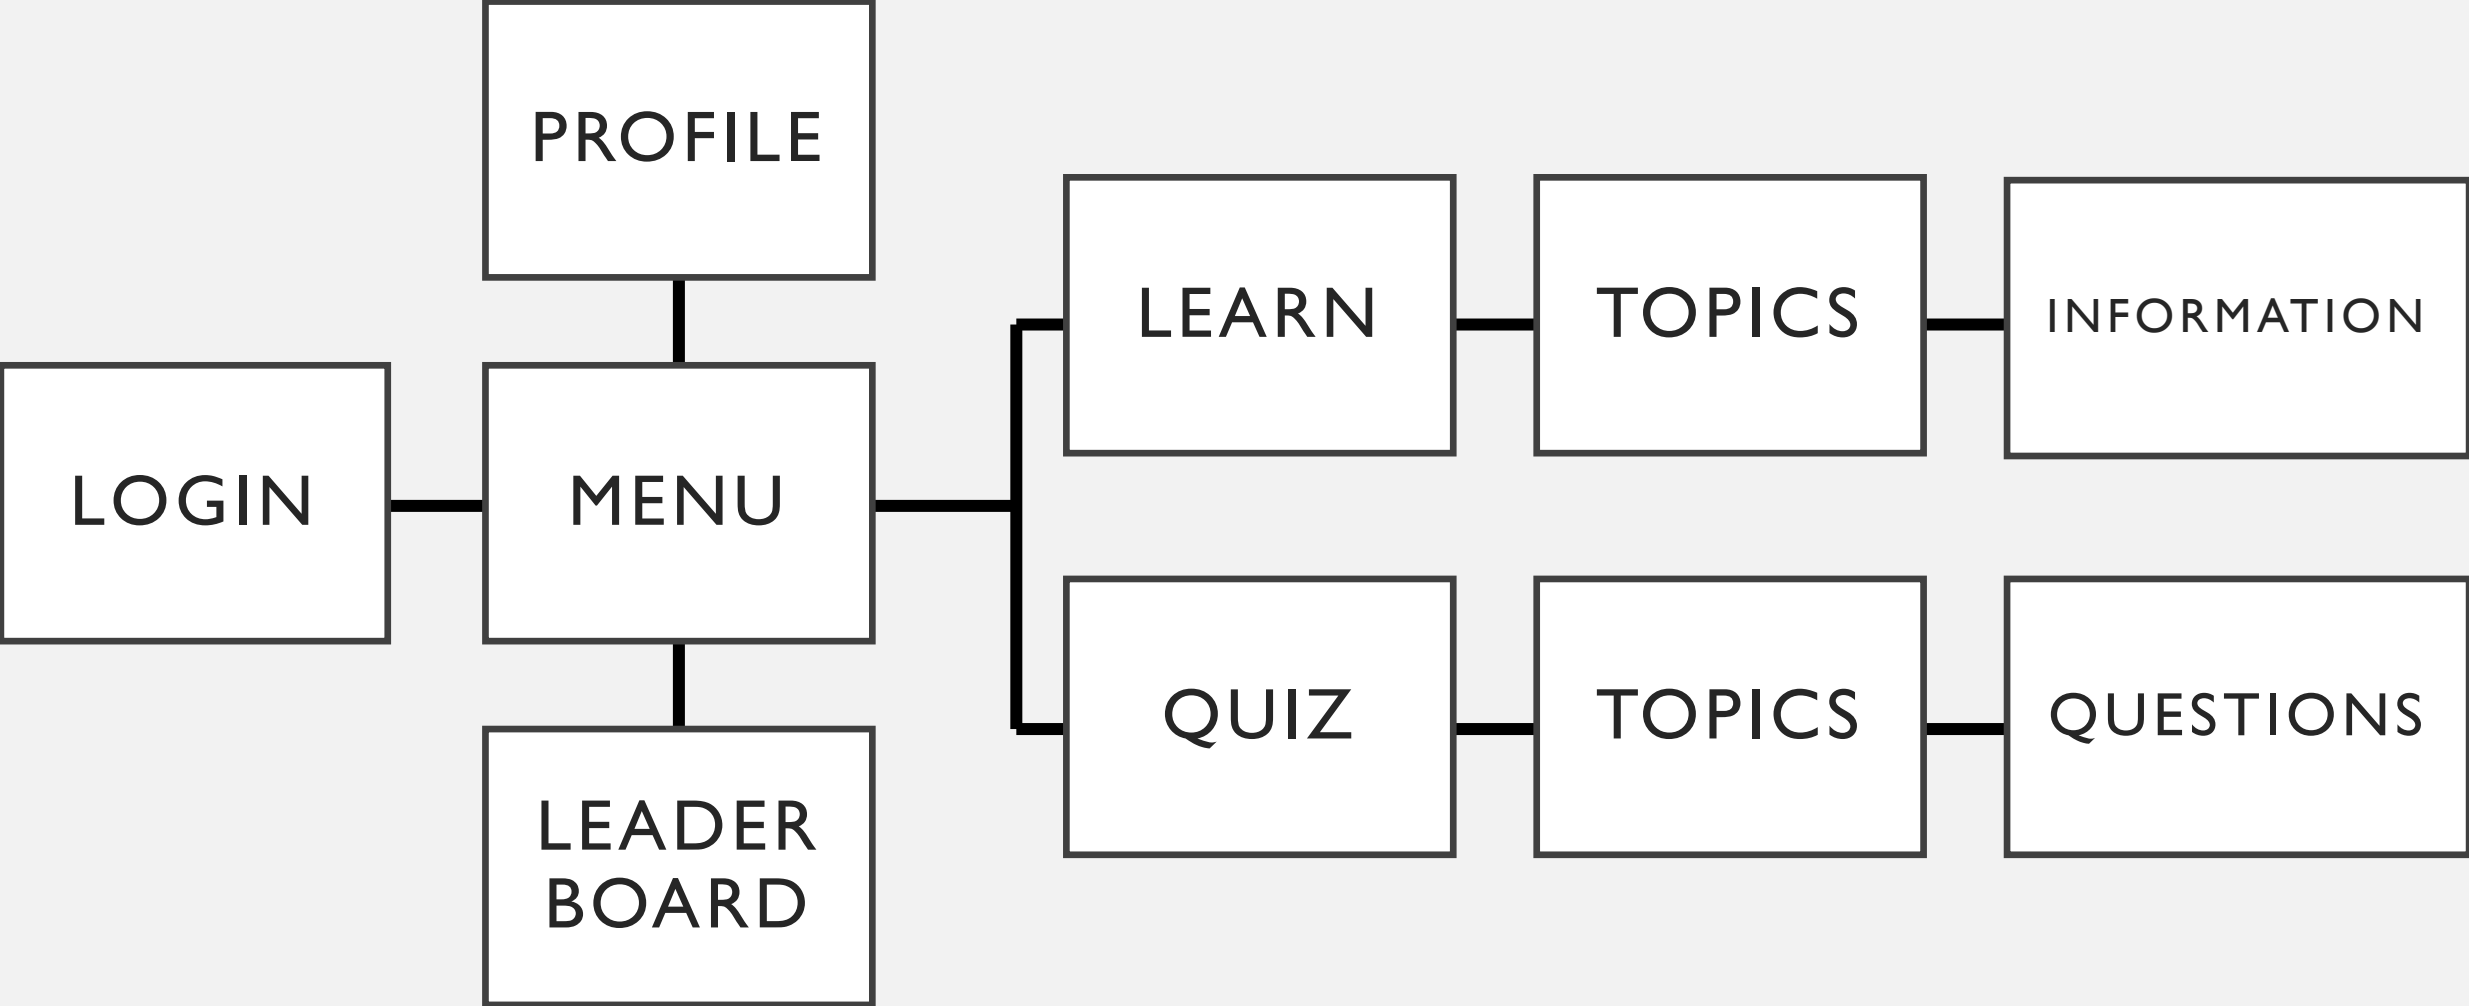 PROFILE
LOGIN
MENU
LEADER
BOARD
LEARN
TOPICS
INFORMATION
QUIZ
TOPICS
QUESTIONS